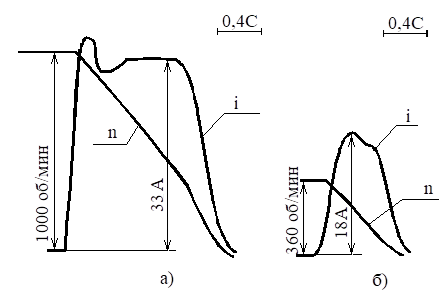 0,4С
0,4С
n
i
1000 об/мин
33 А
i
n
360 об/мин
18А
а)
б)